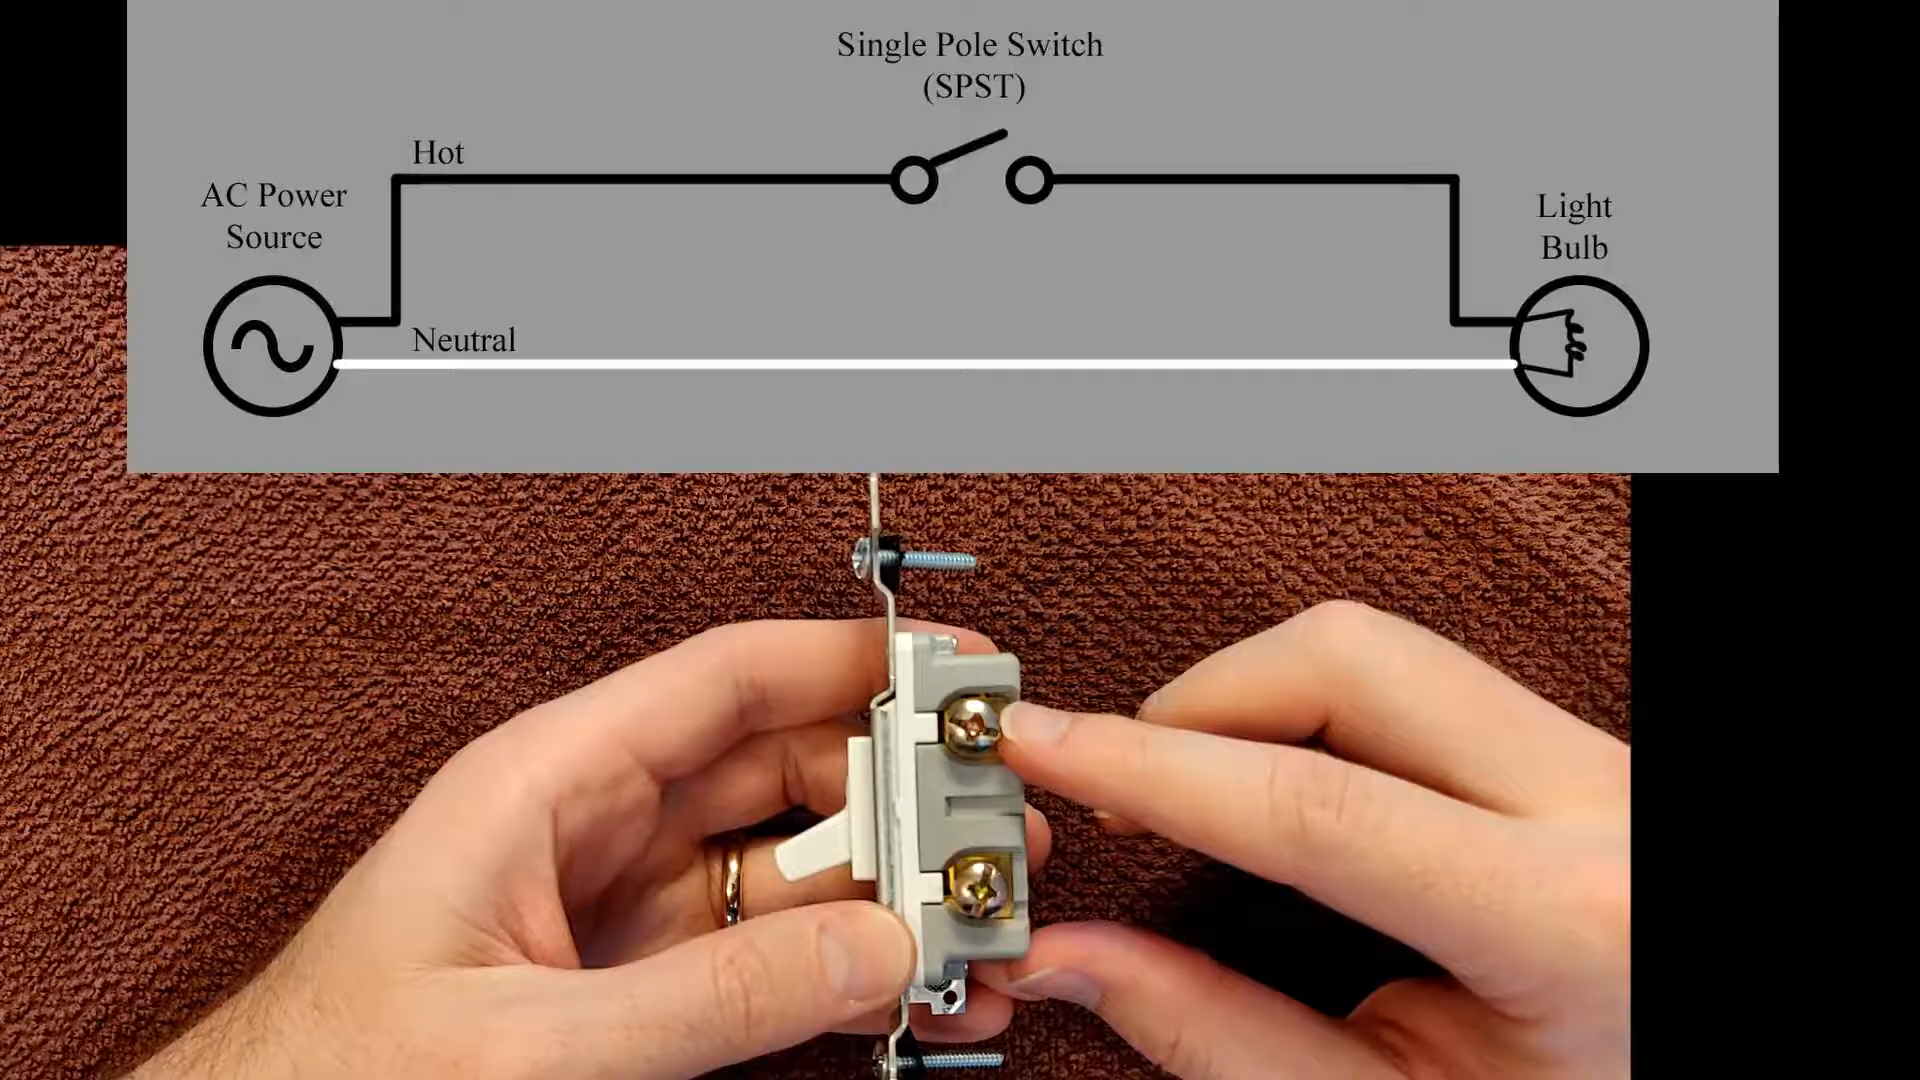 Single Pole Switch
(SPST)
Hot
AC Power
Source
Light
Bulb
Neutral